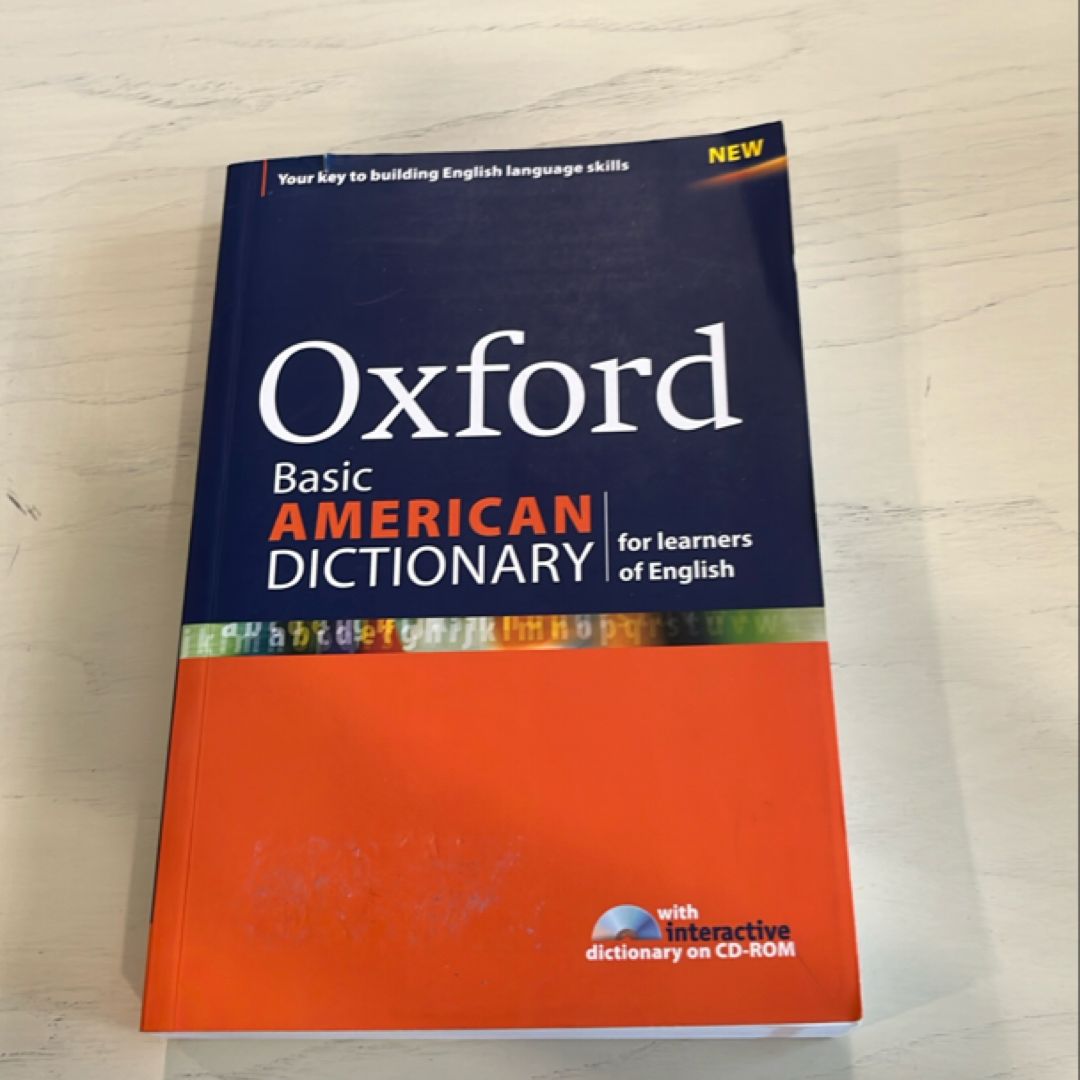 Your key to building English language skills
NEW
Oxford
Basic
AMERICAN
DICTIONARY
for learners
of English
abcdefghijklmnopqrstuvw
with
interactive
dictionary on CD-ROM